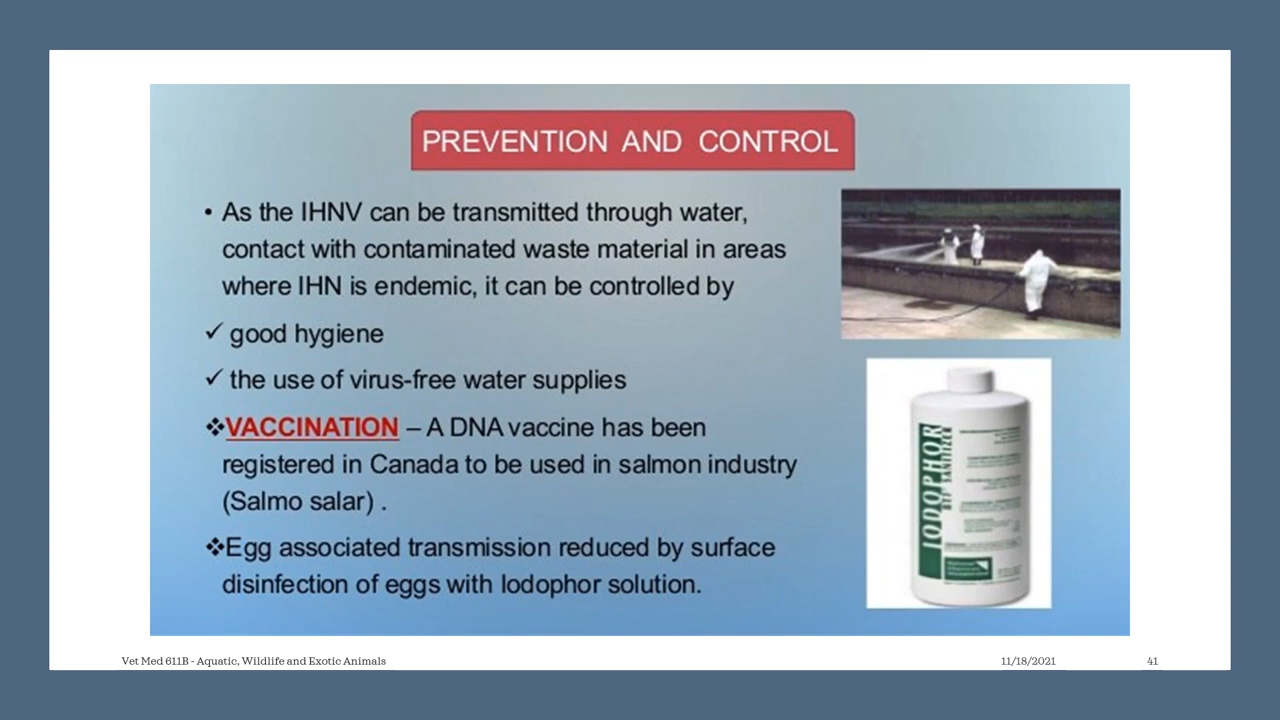 PREVENTION AND CONTROL
• As the IHNV can be transmitted through water,
contact with contaminated waste material in areas
where IHN is endemic, it can be controlled by
✓ good hygiene
✓ the use of virus-free water supplies
❖VACCINATION – A DNA vaccine has been
registered in Canada to be used in salmon industry
(Salmo salar) .
❖Egg associated transmission reduced by surface
disinfection of eggs with Iodophor solution.
IODOPHOR
Vet Med 611B - Aquatic, Wildlife and Exotic Animals
11/18/2021
41